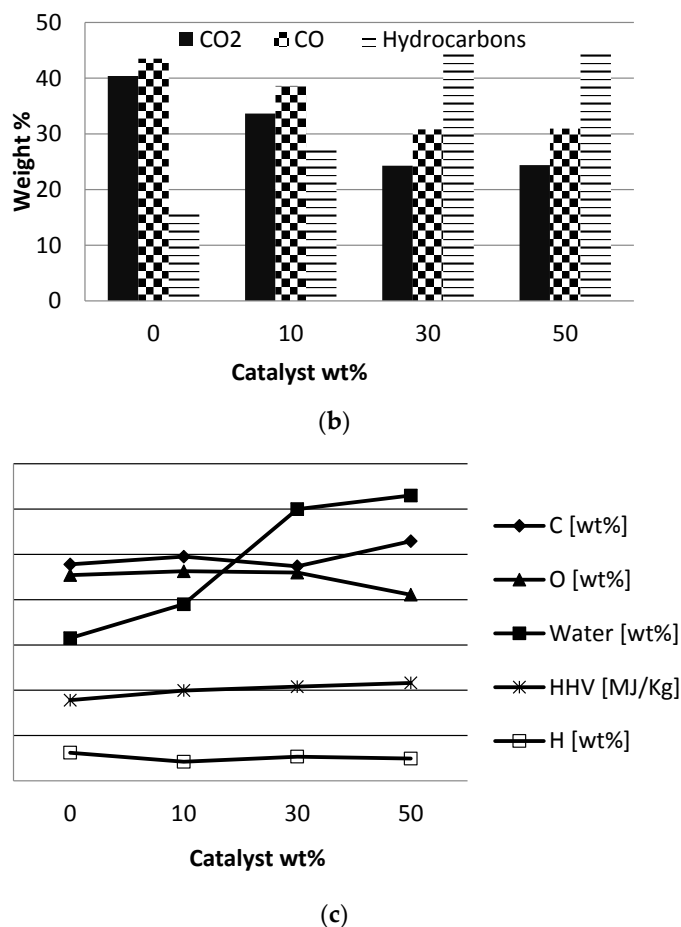 50
CO2 CO Hydrocarbons
40
30
20
10
0
Weight %
0 10 30 50
Catalyst wt%
(b)
C [wt%]
O [wt%]
Water [wt%]
HHV [MJ/Kg]
H [wt%]
0 10 30 50
Catalyst wt%
(c)